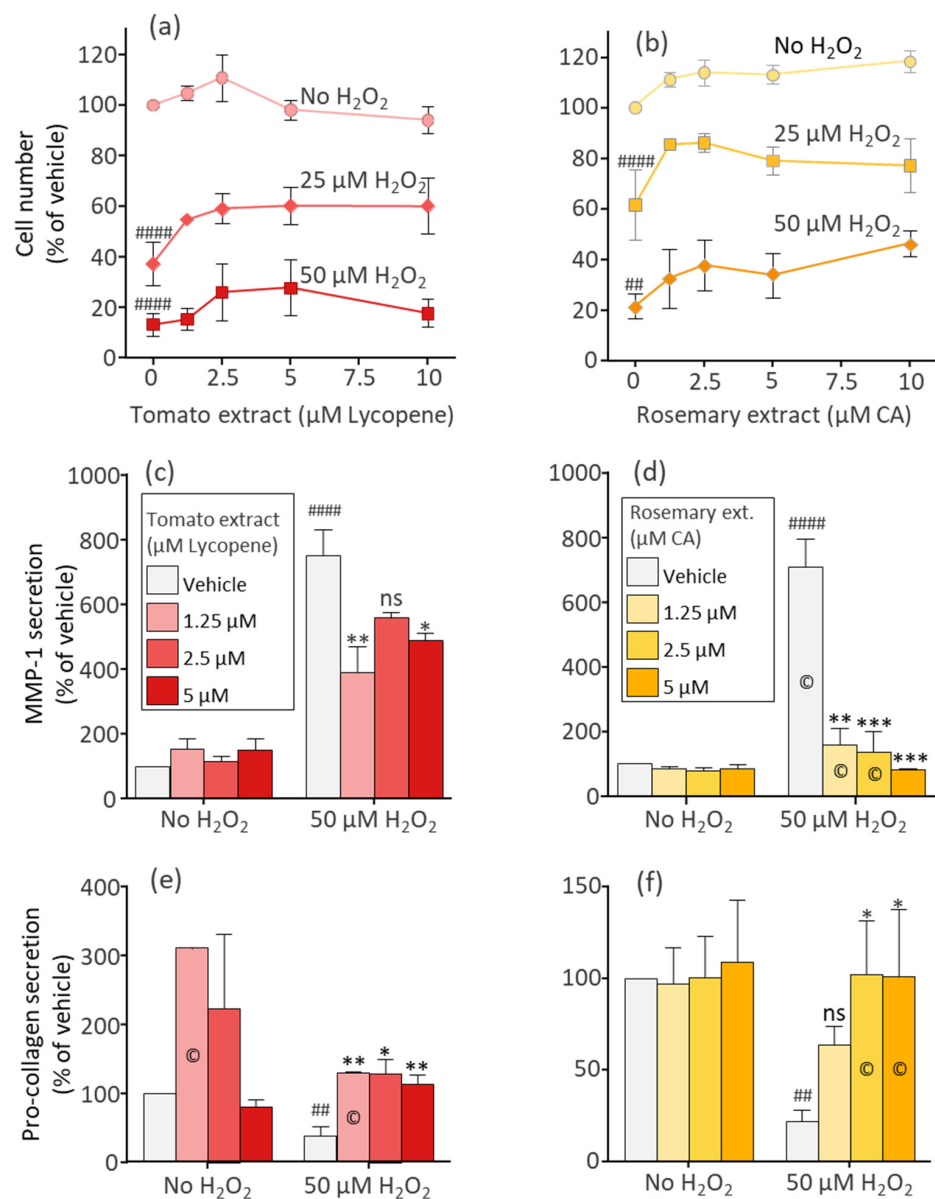 (a)
120
100
80
60
40
20
0
Cell number
(% of vehicle)
No H₂O₂
25 µM H₂O₂
####
50 µM H₂O₂
####
0 2.5 5 7.5 10
Tomato extract (µM Lycopene)
(b)
120
100
80
60
40
20
0
No H₂O₂
25 µM H₂O₂
####
50 µM H₂O₂
##
0 2.5 5 7.5 10
Rosemary extract (µM CA)
(c)
1000
800
600
400
200
0
MMP-1 secretion
(% of vehicle)
Tomato extract
(µM Lycopene)
Vehicle
1.25 µM
2.5 µM
5 µM
####
** ns *
No H₂O₂ 50 µM H₂O₂
(d)
1000
800
600
400
200
0
Rosemary ext.
(µM CA)
Vehicle
1.25 µM
2.5 µM
5 µM
####
©
** *** ***
© ©
No H₂O₂ 50 µM H₂O₂
(e)
400
300
200
100
0
Pro-collagen secretion
(% of vehicle)
©
## ** * **
©
No H₂O₂ 50 µM H₂O₂
(f)
150
100
50
0
## ns * *
© ©
No H₂O₂ 50 µM H₂O₂